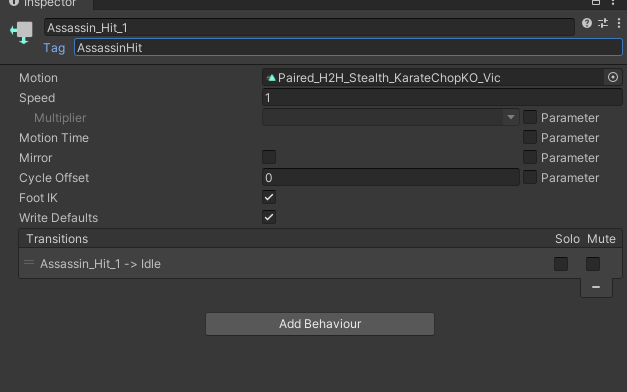 Inspector
Assassin_Hit_1
Tag AssassinHit
Motion Paired_H2H_Stealth_KarateChopKO_Vic
Speed 1
Multiplier Parameter
Motion Time Parameter
Mirror Parameter
Cycle Offset 0 Parameter
Foot IK
Write Defaults
Transitions Solo Mute
Assassin_Hit_1 -> Idle
Add Behaviour